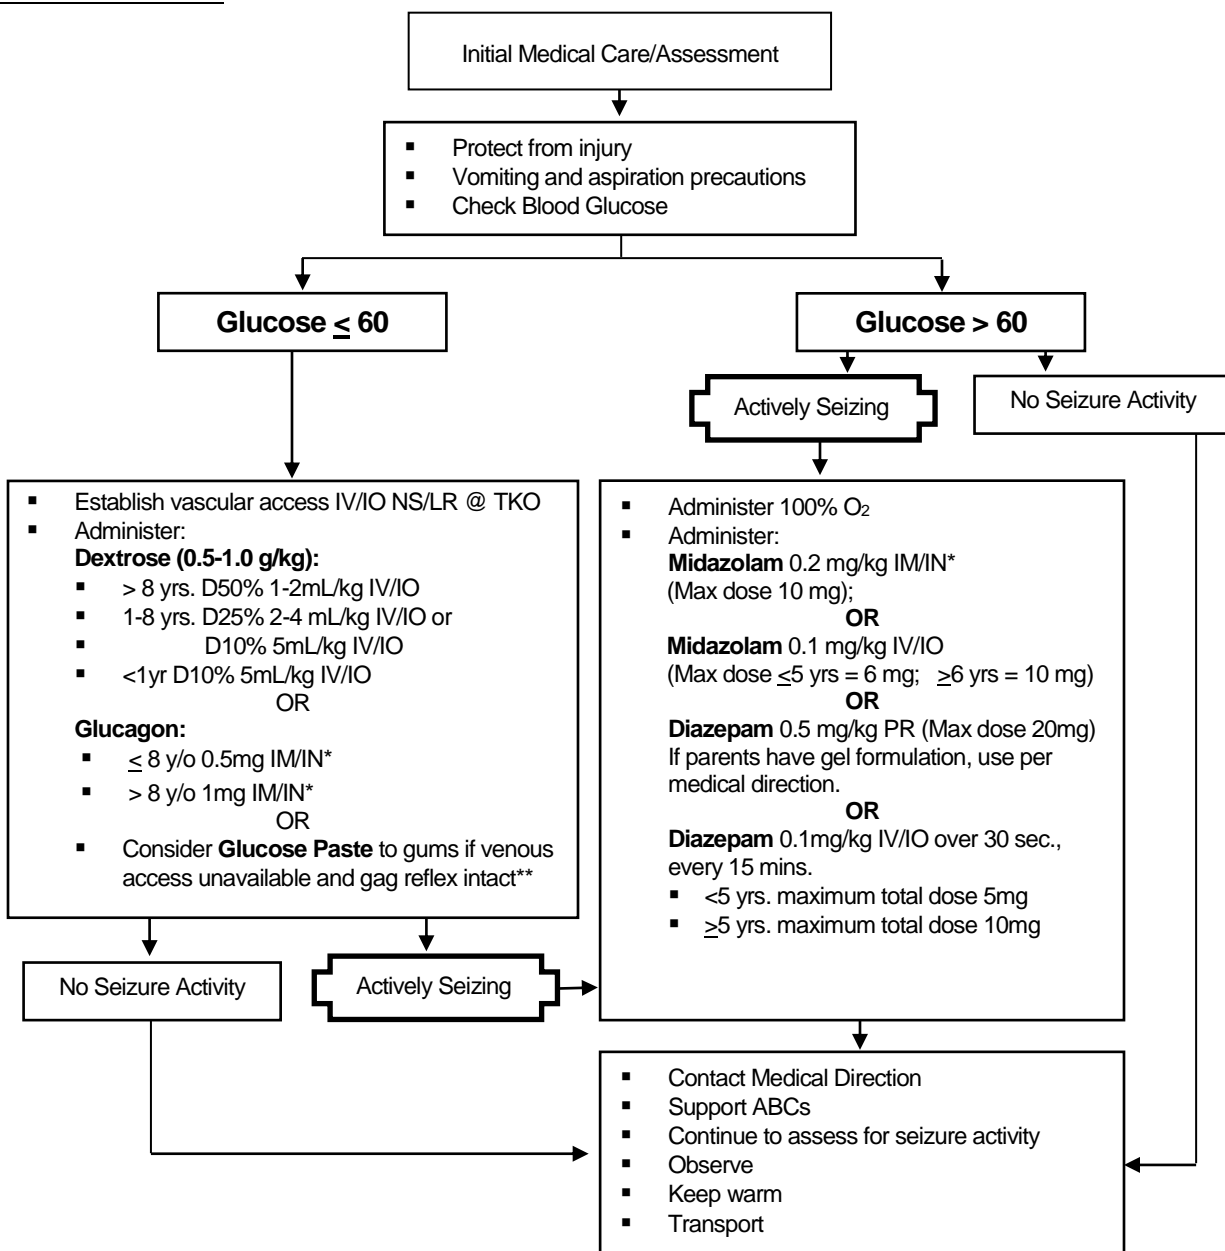 Initial Medical Care/Assessment
▪ Protect from injury
▪ Vomiting and aspiration precautions
▪ Check Blood Glucose
Glucose ≤ 60
Glucose > 60
Actively Seizing
No Seizure Activity
▪ Establish vascular access IV/IO NS/LR @ TKO
▪ Administer:
Dextrose (0.5-1.0 g/kg):
▪ > 8 yrs. D50% 1-2mL/kg IV/IO
▪ 1-8 yrs. D25% 2-4 mL/kg IV/IO or
▪ D10% 5mL/kg IV/IO
▪ <1yr D10% 5mL/kg IV/IO
OR
Glucagon:
▪ ≤ 8 y/o 0.5mg IM/IN*
▪ > 8 y/o 1mg IM/IN*
OR
▪ Consider Glucose Paste to gums if venous
access unavailable and gag reflex intact**
▪ Administer 100% O₂
▪ Administer:
Midazolam 0.2 mg/kg IM/IN*
(Max dose 10 mg);
OR
Midazolam 0.1 mg/kg IV/IO
(Max dose ≤5 yrs = 6 mg; ≥6 yrs = 10 mg)
OR
Diazepam 0.5 mg/kg PR (Max dose 20mg)
If parents have gel formulation, use per
medical direction.
OR
Diazepam 0.1mg/kg IV/IO over 30 sec.,
every 15 mins.
▪ <5 yrs. maximum total dose 5mg
▪ ≥5 yrs. maximum total dose 10mg
No Seizure Activity
Actively Seizing
▪ Contact Medical Direction
▪ Support ABCs
▪ Continue to assess for seizure activity
▪ Observe
▪ Keep warm
▪ Transport